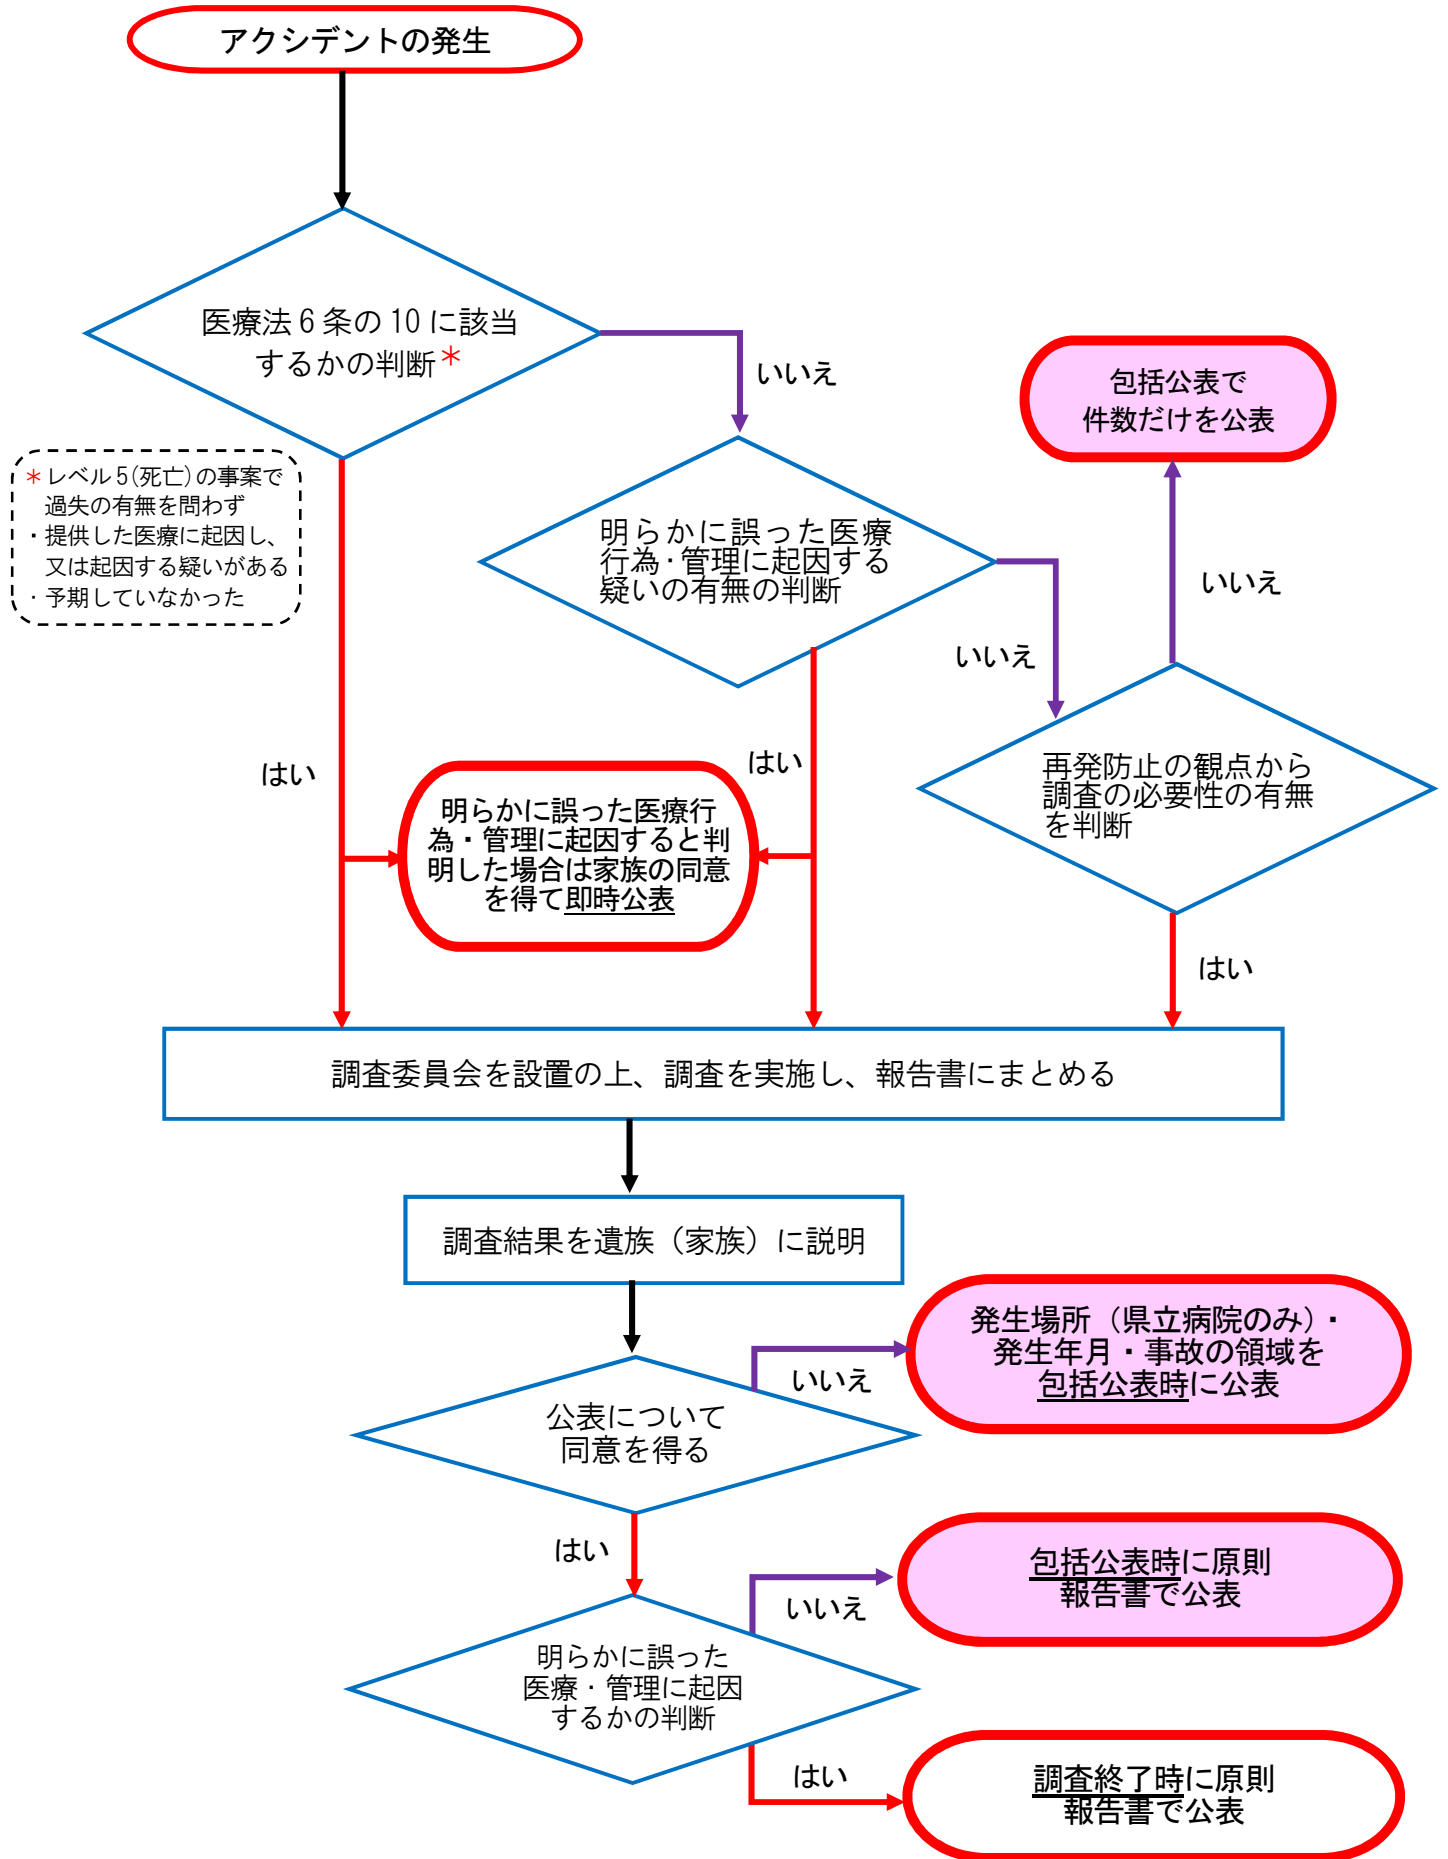 アクシデントの発生
医療法6条の10に該当
するかの判断＊
いいえ
包括公表で
件数だけを公表
＊レベル5(死亡)の事案で
過失の有無を問わず
・提供した医療に起因し、
又は起因する疑いがある
・予期していなかった
明らかに誤った医療
行為・管理に起因する
疑いの有無の判断
いいえ
いいえ
はい
はい
再発防止の観点から
調査の必要性の有無
を判断
明らかに誤った医療行
為・管理に起因すると判
明した場合は家族の同意
を得て即時公表
はい
調査委員会を設置の上、調査を実施し、報告書にまとめる
調査結果を遺族（家族）に説明
発生場所（県立病院のみ）・
発生年月・事故の領域を
包括公表時に公表
いいえ
公表について
同意を得る
はい
包括公表時に原則
報告書で公表
いいえ
明らかに誤った
医療・管理に起因
するかの判断
はい
調査終了時に原則
報告書で公表